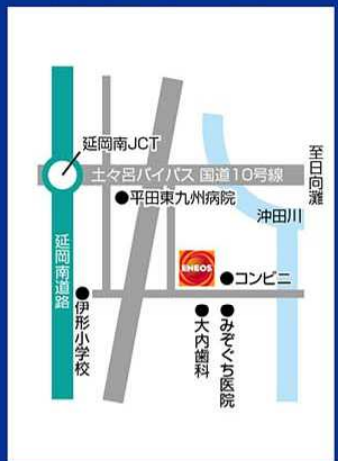 延岡南JCT
土々呂バイパス 国道10号線
至日向灘
平田東九州病院
沖田川
延岡南道路
ENEOS
コンビニ
伊形小学校
大内歯科
みぞぐち医院